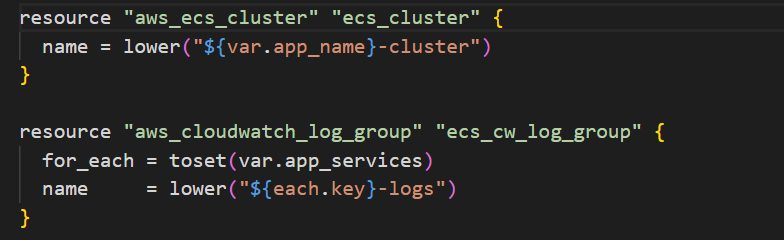 resource "aws_ecs_cluster" "ecs_cluster" {
  name = lower("${var.app_name}-cluster")
}
resource "aws_cloudwatch_log_group" "ecs_cw_log_group" {
  for_each = toset(var.app_services)
  name     = lower("${each.key}-logs")
}